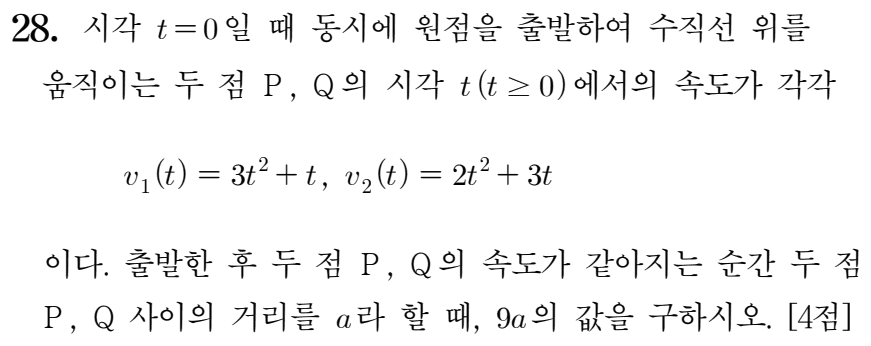 28. 시각 t=0일 때 동시에 원점을 출발하여 수직선 위를
움직이는 두 점 P, Q의 시각 t(t≥0)에서의 속도가 각각
v₁(t) = 3t² + t, v₂(t) = 2t² + 3t
이다. 출발한 후 두 점 P, Q의 속도가 같아지는 순간 두 점
P, Q 사이의 거리를 a라 할 때, 9a의 값을 구하시오. [4점]